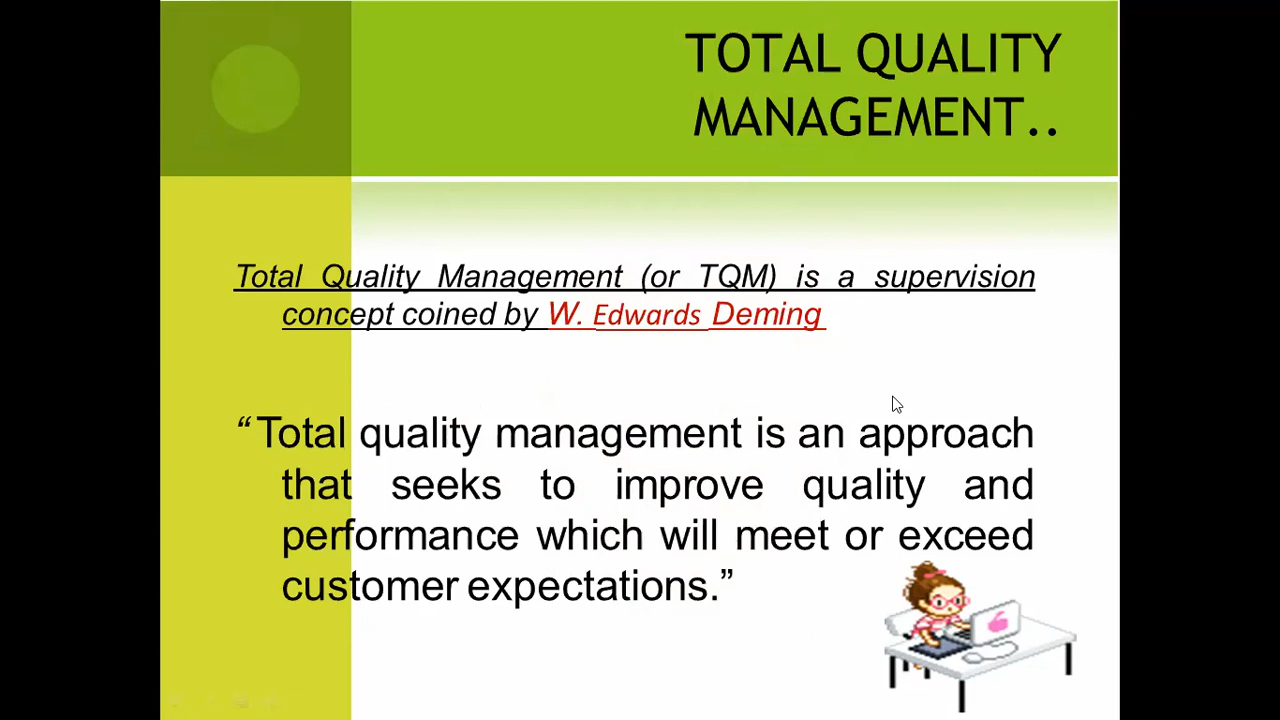 TOTAL QUALITY
MANAGEMENT..
Total Quality Management (or TQM) is a supervision
concept coined by W. Edwards Deming
“Total quality management is an approach
that seeks to improve quality and
performance which will meet or exceed
customer expectations.”